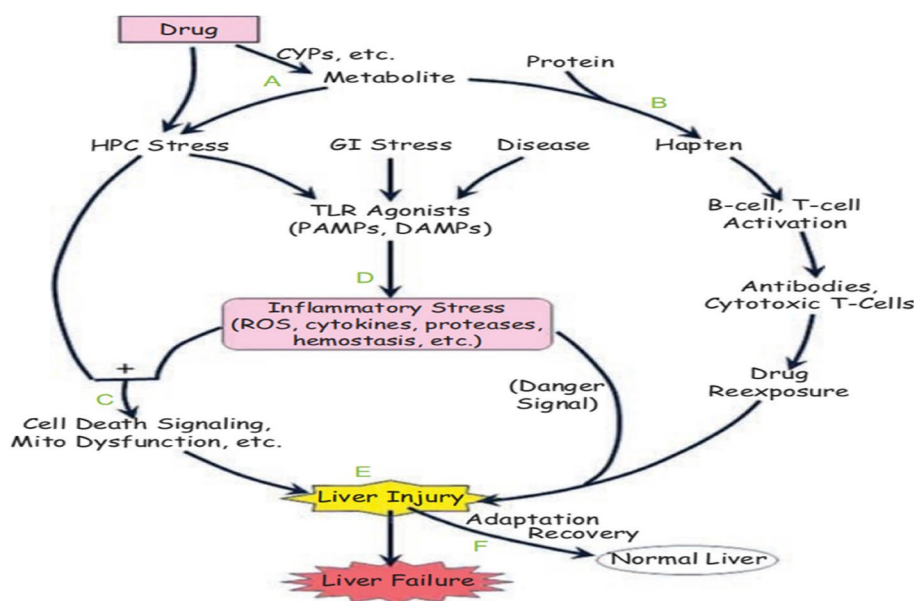 Drug
CYPs, etc.
A
Metabolite
Protein
B
HPC Stress
GI Stress
Disease
Hapten
TLR Agonists
(PAMPs, DAMPs)
B-cell, T-cell
Activation
D
Antibodies,
Cytotoxic T-Cells
Inflammatory Stress
(ROS, cytokines, proteases,
hemostasis, etc.)
+
C
(Danger
Signal)
Drug
Reexposure
Cell Death Signaling,
Mito Dysfunction, etc.
E
Liver Injury
Adaptation
Recovery
F
Normal Liver
Liver Failure